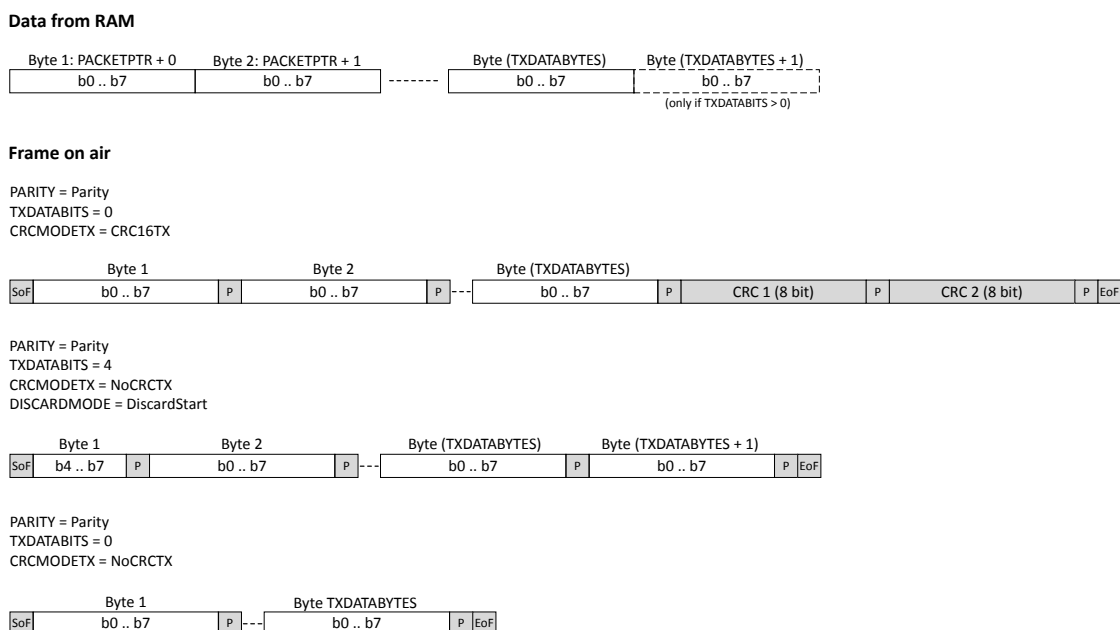 Data from RAM
Byte 1: PACKETPTR + 0 Byte 2: PACKETPTR + 1 Byte (TXDATABYTES) Byte (TXDATABYTES + 1)
b0 .. b7 b0 .. b7 b0 .. b7 b0 .. b7
(only if TXDATABITS > 0)
Frame on air
PARITY = Parity
TXDATABITS = 0
CRCMODETX = CRC16TX
Byte 1 Byte 2 Byte (TXDATABYTES)
SoF b0 .. b7 P b0 .. b7 P b0 .. b7 P CRC 1 (8 bit) P CRC 2 (8 bit) P EoF
PARITY = Parity
TXDATABITS = 4
CRCMODETX = NoCRCTX
DISCARDMODE = DiscardStart
Byte 1 Byte 2 Byte (TXDATABYTES) Byte (TXDATABYTES + 1)
SoF b4 .. b7 P b0 .. b7 P b0 .. b7 P b0 .. b7 P EoF
PARITY = Parity
TXDATABITS = 0
CRCMODETX = NoCRCTX
Byte 1 Byte TXDATABYTES
SoF b0 .. b7 P b0 .. b7 P EoF